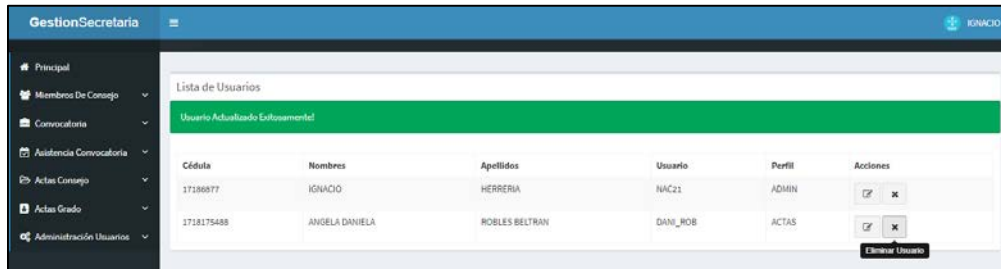 GestionSecretaria
IGNACIO
Principal
Miembros De Consejo
Convocatoria
Asistencia Convocatoria
Actas Consejo
Actas Grado
Administración Usuarios
Lista de Usuarios
Usuario Actualizado Exitosamente!
Cédula Nombres Apellidos Usuario Perfil Acciones
17186877 IGNACIO HERRERIA NAC21 ADMIN
1718175488 ANGELA DANIELA ROBLES BELTRAN DANI_ROB ACTAS
Eliminar Usuario